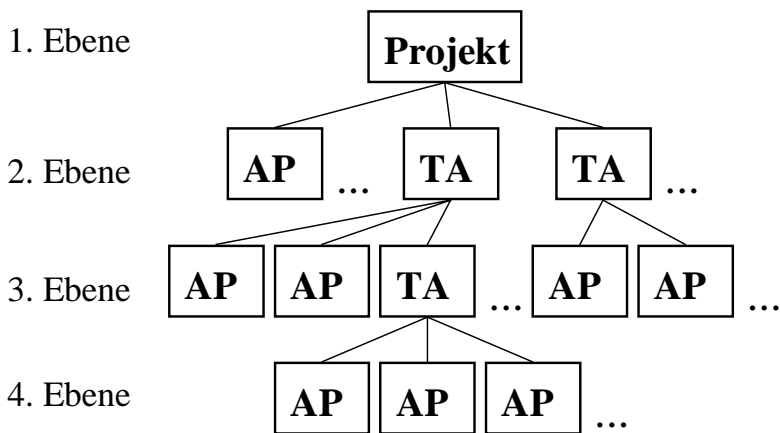 1. Ebene Projekt
2. Ebene AP ... TA TA ...
3. Ebene AP AP TA ... AP AP ...
4. Ebene AP AP AP ...